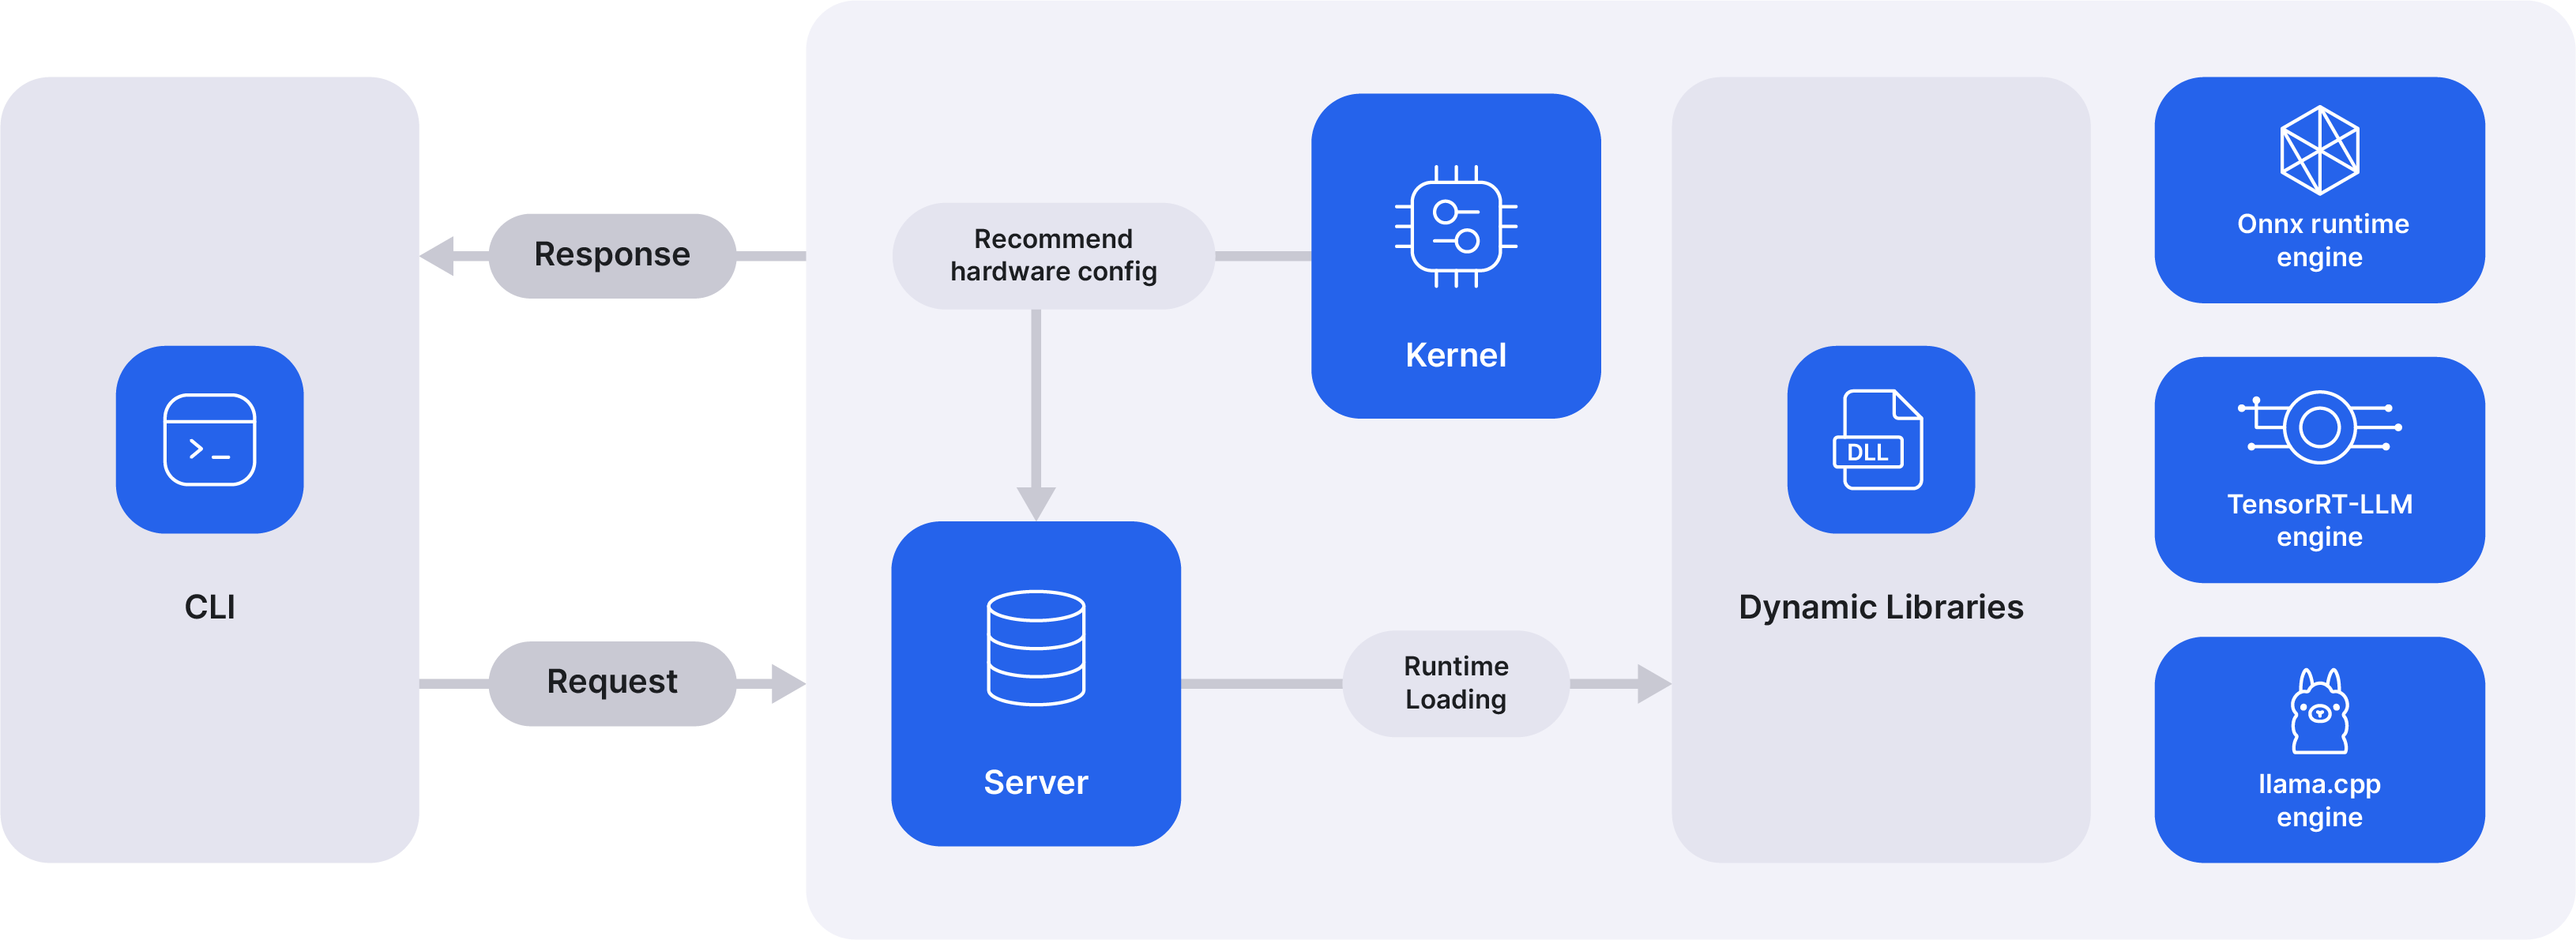 CLI
Response
Request
Recommend
hardware config
Kernel
Server
Runtime
Loading
DLL
Dynamic Libraries
Onnx runtime
engine
TensorRT-LLM
engine
llama.cpp
engine